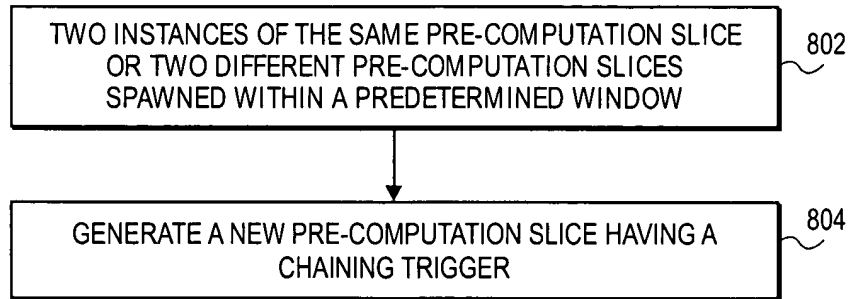 TWO INSTANCES OF THE SAME PRE-COMPUTATION SLICE
OR TWO DIFFERENT PRE-COMPUTATION SLICES
SPAWNED WITHIN A PREDETERMINED WINDOW
802
GENERATE A NEW PRE-COMPUTATION SLICE HAVING A
CHAINING TRIGGER
804